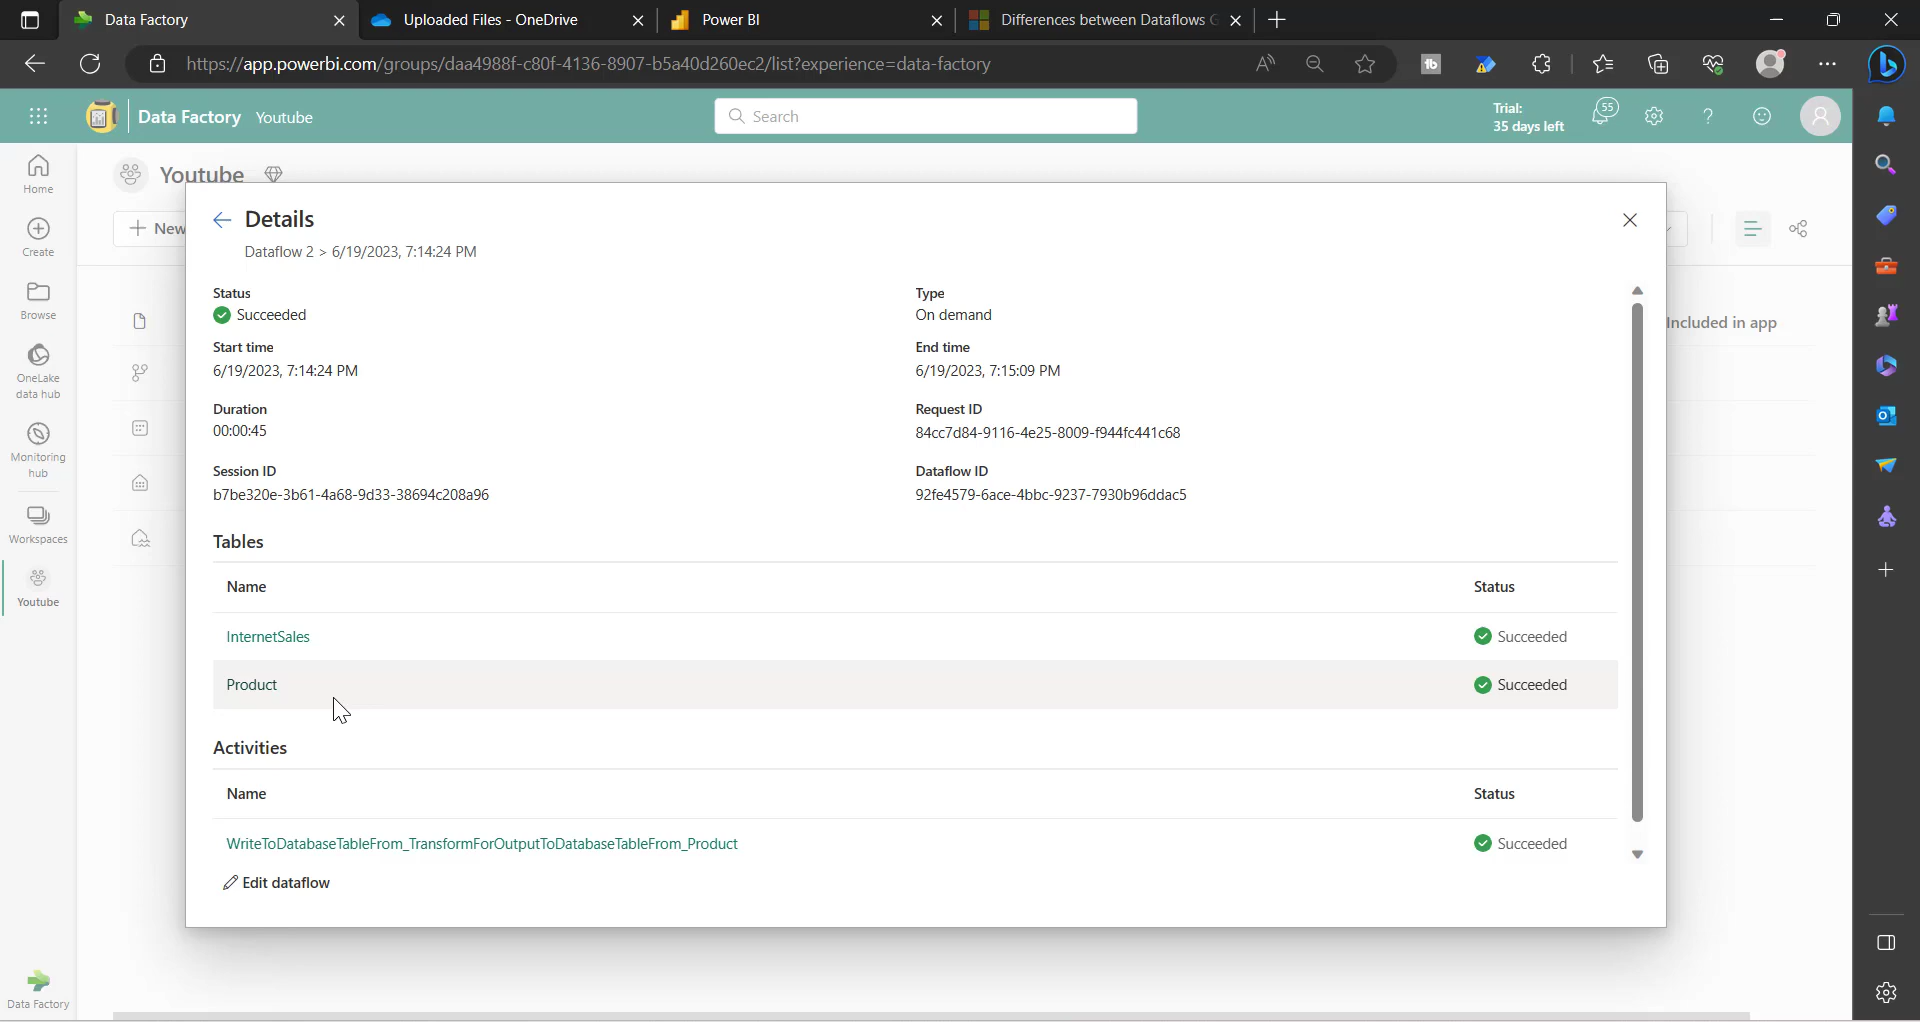 Data Factory
Uploaded Files - OneDrive
Power BI
Differences between Dataflows G
https://app.powerbi.com/groups/daa4988f-c80f-4136-8907-b5a40d260ec2/list?experience=data-factory
Data Factory Youtube
Search
Trial:
35 days left
55
Home
Create
Browse
OneLake
data hub
Monitoring
hub
Workspaces
Youtube
Data Factory
Youtube
New
Included in app
Details
Dataflow 2 > 6/19/2023, 7:14:24 PM
Status
Succeeded
Type
On demand
Start time
6/19/2023, 7:14:24 PM
End time
6/19/2023, 7:15:09 PM
Duration
00:00:45
Request ID
84cc7d84-9116-4e25-8009-f944fc441c68
Session ID
b7be320e-3b61-4a68-9d33-38694c208a96
Dataflow ID
92fe4579-6ace-4bbc-9237-7930b96ddac5
Tables
Name Status
InternetSales Succeeded
Product Succeeded
Activities
Name Status
WriteToDatabaseTableFrom_TransformForOutputToDatabaseTableFrom_Product Succeeded
Edit dataflow